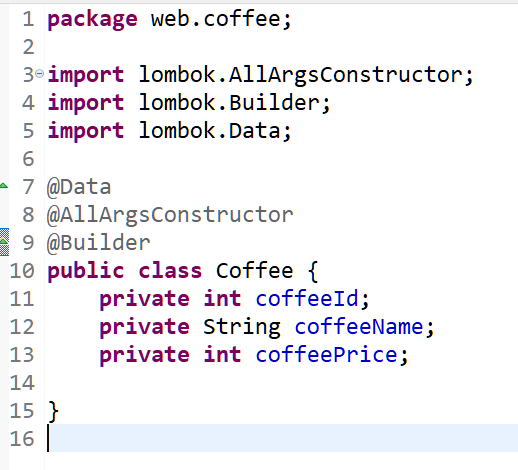 1 package web.coffee;
2
3 import lombok.AllArgsConstructor;
4 import lombok.Builder;
5 import lombok.Data;
6
7 @Data
8 @AllArgsConstructor
9 @Builder
10 public class Coffee {
11     private int coffeeId;
12     private String coffeeName;
13     private int coffeePrice;
14
15 }
16